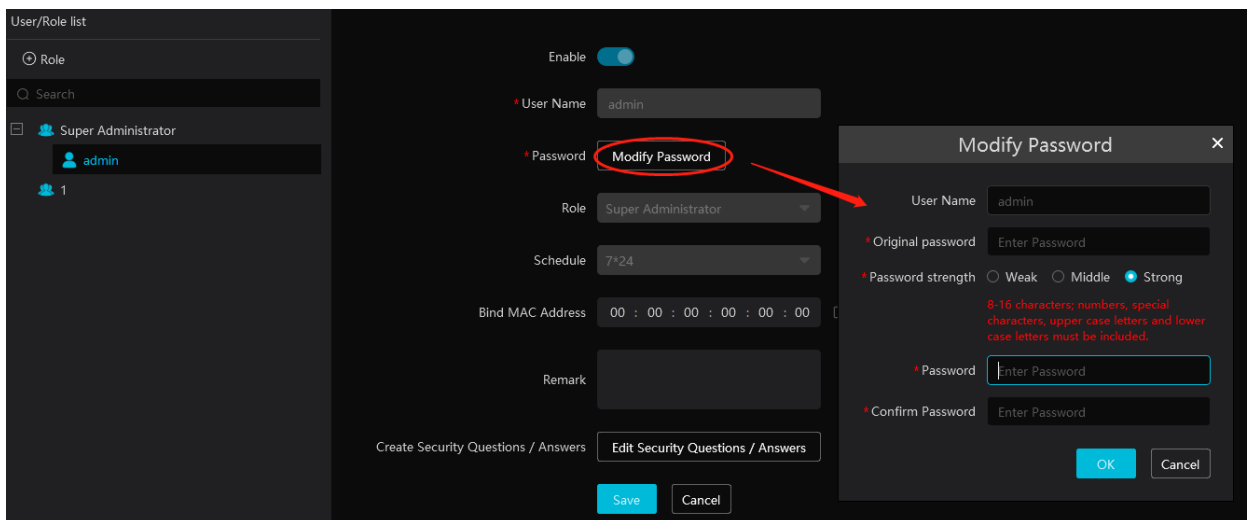 User/Role list
Role
Search
Super Administrator
admin
1
Enable
* User Name admin
* Password Modify Password
Role Super Administrator
Schedule 7*24
Bind MAC Address 00 : 00 : 00 : 00 : 00 : 00
Remark
Create Security Questions / Answers Edit Security Questions / Answers
Save Cancel
Modify Password
User Name admin
* Original password Enter Password
* Password strength Weak Middle Strong
8-16 characters; numbers, special
characters, upper case letters and lower
case letters must be included.
* Password Enter Password
* Confirm Password Enter Password
OK Cancel